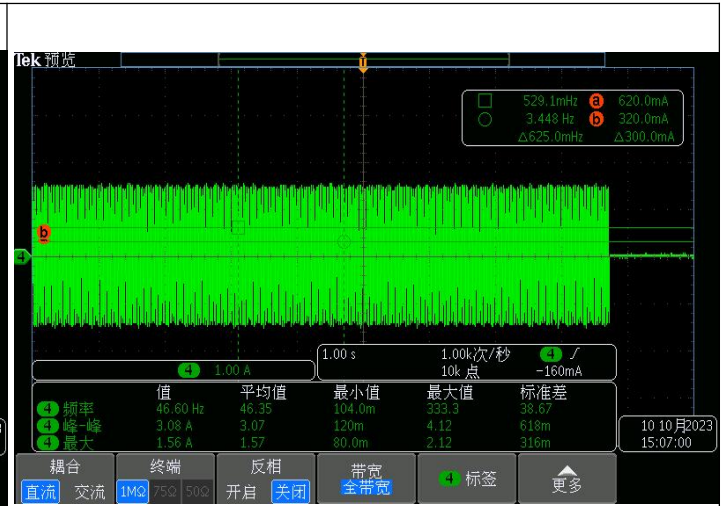 Tek 预览
T
529.1mHz a 620.0mA
3.448 Hz b 320.0mA
△625.0mHz △300.0mA
b
4
4 1.00 A
1.00 s 1.00k次/秒 4 ∫
10k 点 −160mA
值 平均值 最小值 最大值 标准差
4 频率 46.60 Hz 46.35 104.0m 333.3 38.67
4 峰-峰 3.08 A 3.07 120m 4.12 618m
4 最大 1.56 A 1.57 80.0m 2.12 316m
10 10月2023
15:07:00
耦合 终端 反相 带宽 4 标签 更多
直流 交流 1MΩ 75Ω 50Ω 开启 关闭 全带宽